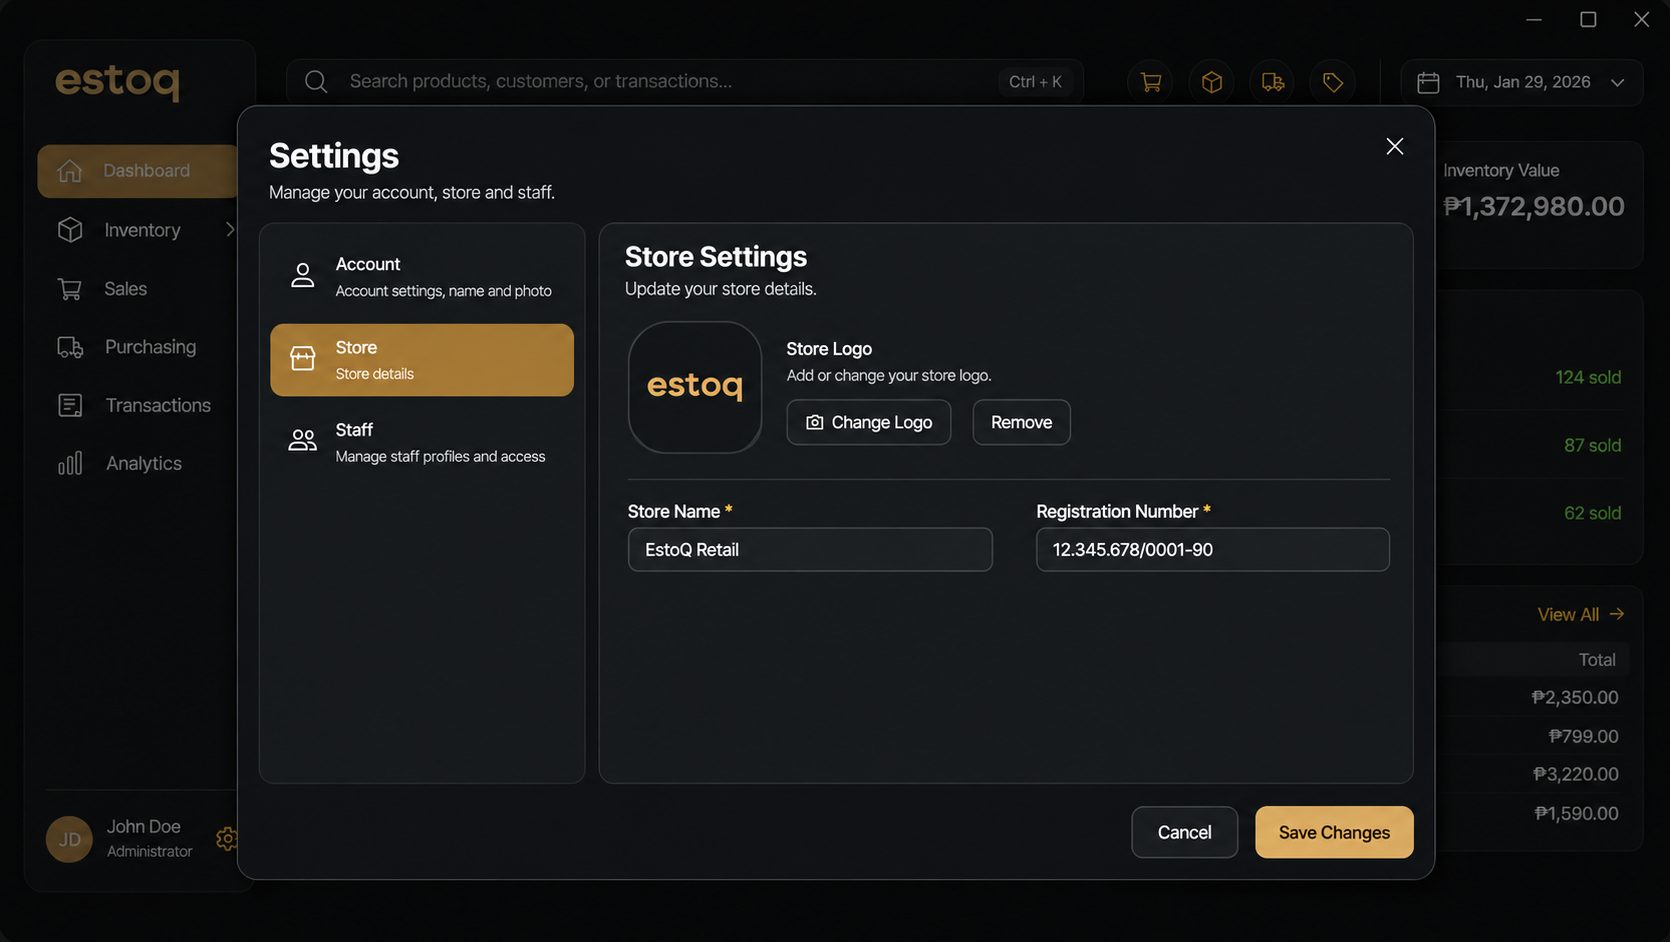 estoq
Search products, customers, or transactions...
Ctrl + K
Thu, Jan 29, 2026
Dashboard
Inventory
Sales
Purchasing
Transactions
Analytics
JD
John Doe
Administrator
Settings
Manage your account, store and staff.
Account
Account settings, name and photo
Store
Store details
Staff
Manage staff profiles and access
Store Settings
Update your store details.
estoq
Store Logo
Add or change your store logo.
Change Logo
Remove
Store Name *
EstoQ Retail
Registration Number *
12.345.678/0001-90
Cancel
Save Changes
Inventory Value
₱1,372,980.00
124 sold
87 sold
62 sold
View All →
Total
₱2,350.00
₱799.00
₱3,220.00
₱1,590.00